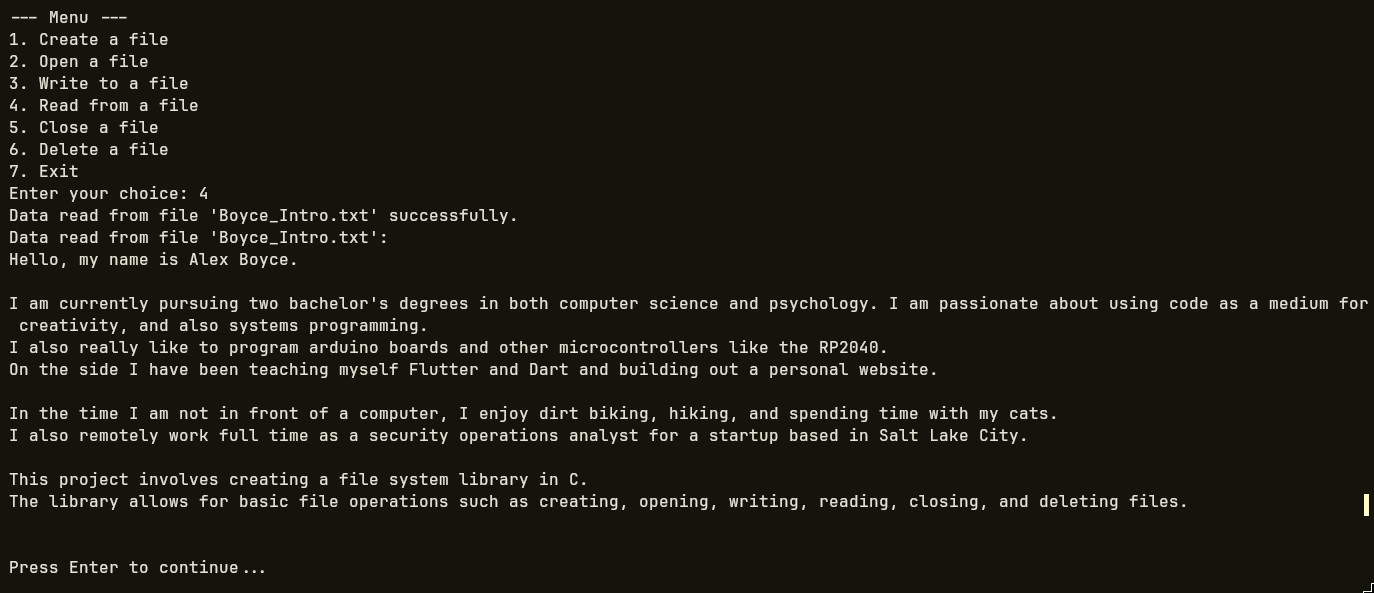 --- Menu ---
1. Create a file
2. Open a file
3. Write to a file
4. Read from a file
5. Close a file
6. Delete a file
7. Exit
Enter your choice: 4
Data read from file 'Boyce_Intro.txt' successfully.
Data read from file 'Boyce_Intro.txt':
Hello, my name is Alex Boyce.

I am currently pursuing two bachelor's degrees in both computer science and psychology. I am passionate about using code as a medium for
 creativity, and also systems programming.
I also really like to program arduino boards and other microcontrollers like the RP2040.
On the side I have been teaching myself Flutter and Dart and building out a personal website.

In the time I am not in front of a computer, I enjoy dirt biking, hiking, and spending time with my cats.
I also remotely work full time as a security operations analyst for a startup based in Salt Lake City.

This project involves creating a file system library in C.
The library allows for basic file operations such as creating, opening, writing, reading, closing, and deleting files.


Press Enter to continue...